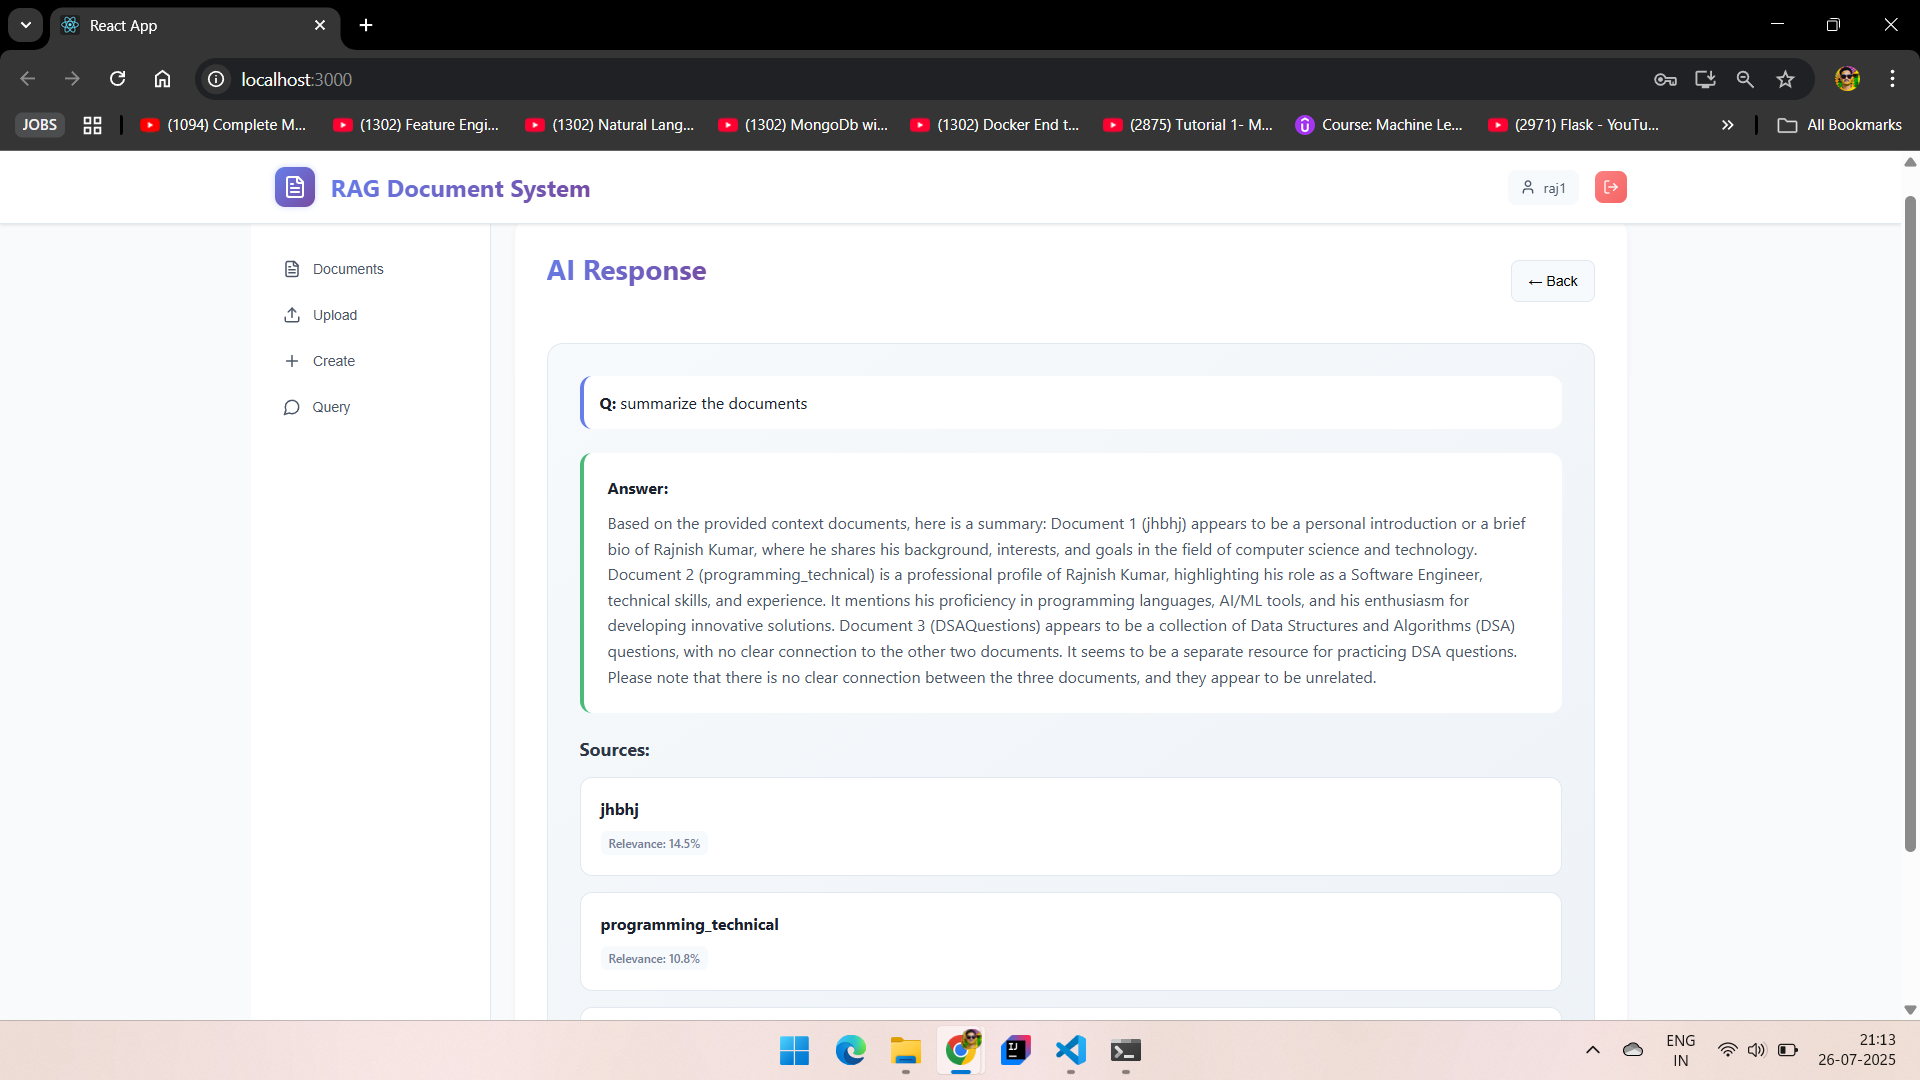 React App
localhost:3000
JOBS
(1094) Complete M...
(1302) Feature Engi...
(1302) Natural Lang...
(1302) MongoDb wi...
(1302) Docker End t...
(2875) Tutorial 1- M...
Course: Machine Le...
(2971) Flask - YouTu...
All Bookmarks
RAG Document System
raj1
Documents
Upload
Create
Query
AI Response
← Back
Q: summarize the documents
Answer:
Based on the provided context documents, here is a summary: Document 1 (jhbhj) appears to be a personal introduction or a brief
bio of Rajnish Kumar, where he shares his background, interests, and goals in the field of computer science and technology.
Document 2 (programming_technical) is a professional profile of Rajnish Kumar, highlighting his role as a Software Engineer,
technical skills, and experience. It mentions his proficiency in programming languages, AI/ML tools, and his enthusiasm for
developing innovative solutions. Document 3 (DSAQuestions) appears to be a collection of Data Structures and Algorithms (DSA)
questions, with no clear connection to the other two documents. It seems to be a separate resource for practicing DSA questions.
Please note that there is no clear connection between the three documents, and they appear to be unrelated.
Sources:
jhbhj
Relevance: 14.5%
programming_technical
Relevance: 10.8%
ENG
IN
21:13
26-07-2025